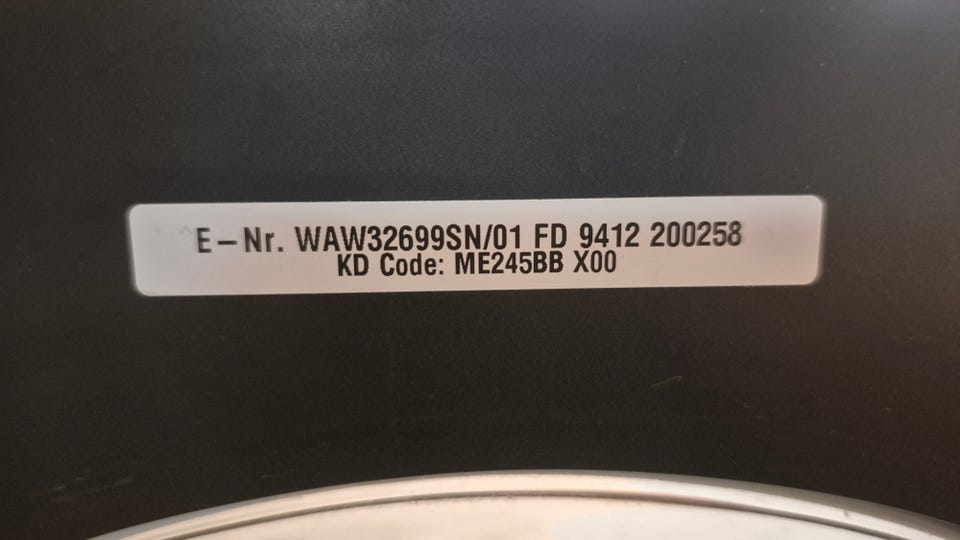 E-Nr. WAW32699SN/01 FD 9412 200258
KD Code: ME245BB X00